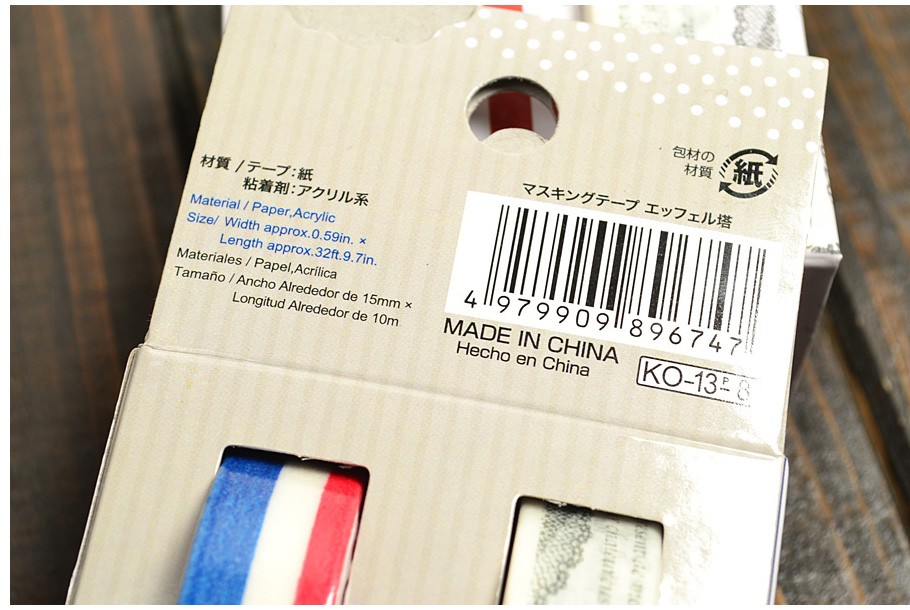 材質 / テープ:紙
粘着剤:アクリル系
Material / Paper,Acrylic
Size/ Width approx.0.59in. ×
Length approx.32ft.9.7in.
Materiales / Papel,Acrílica
Tamaño / Ancho Alrededor de 15mm ×
Longitud Alrededor de 10m
包材の
材質
紙
マスキングテープ エッフェル塔
4 979909 896747
MADE IN CHINA
Hecho en China
KO-13 P 8